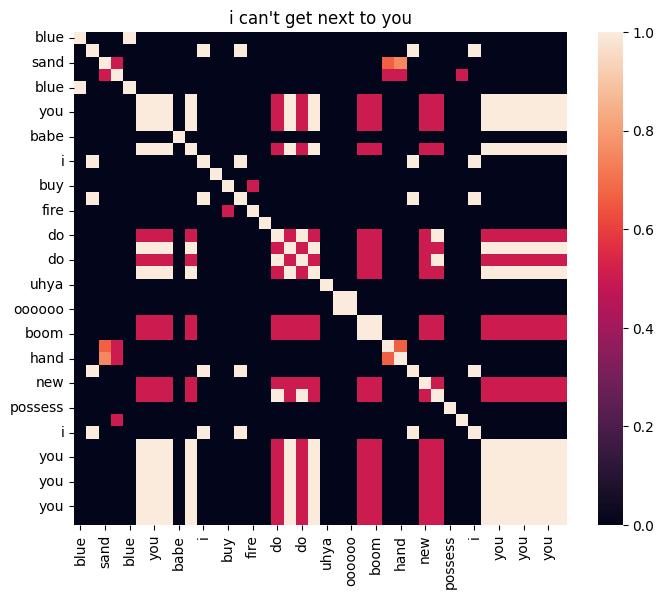 i can't get next to you
blue
sand
blue
you
babe
i
buy
fire
do
do
uhya
oooooo
boom
hand
new
possess
i
you
you
you
1.0
0.8
0.6
0.4
0.2
0.0
blue
sand
blue
you
babe
i
buy
fire
do
do
uhya
oooooo
boom
hand
new
possess
i
you
you
you